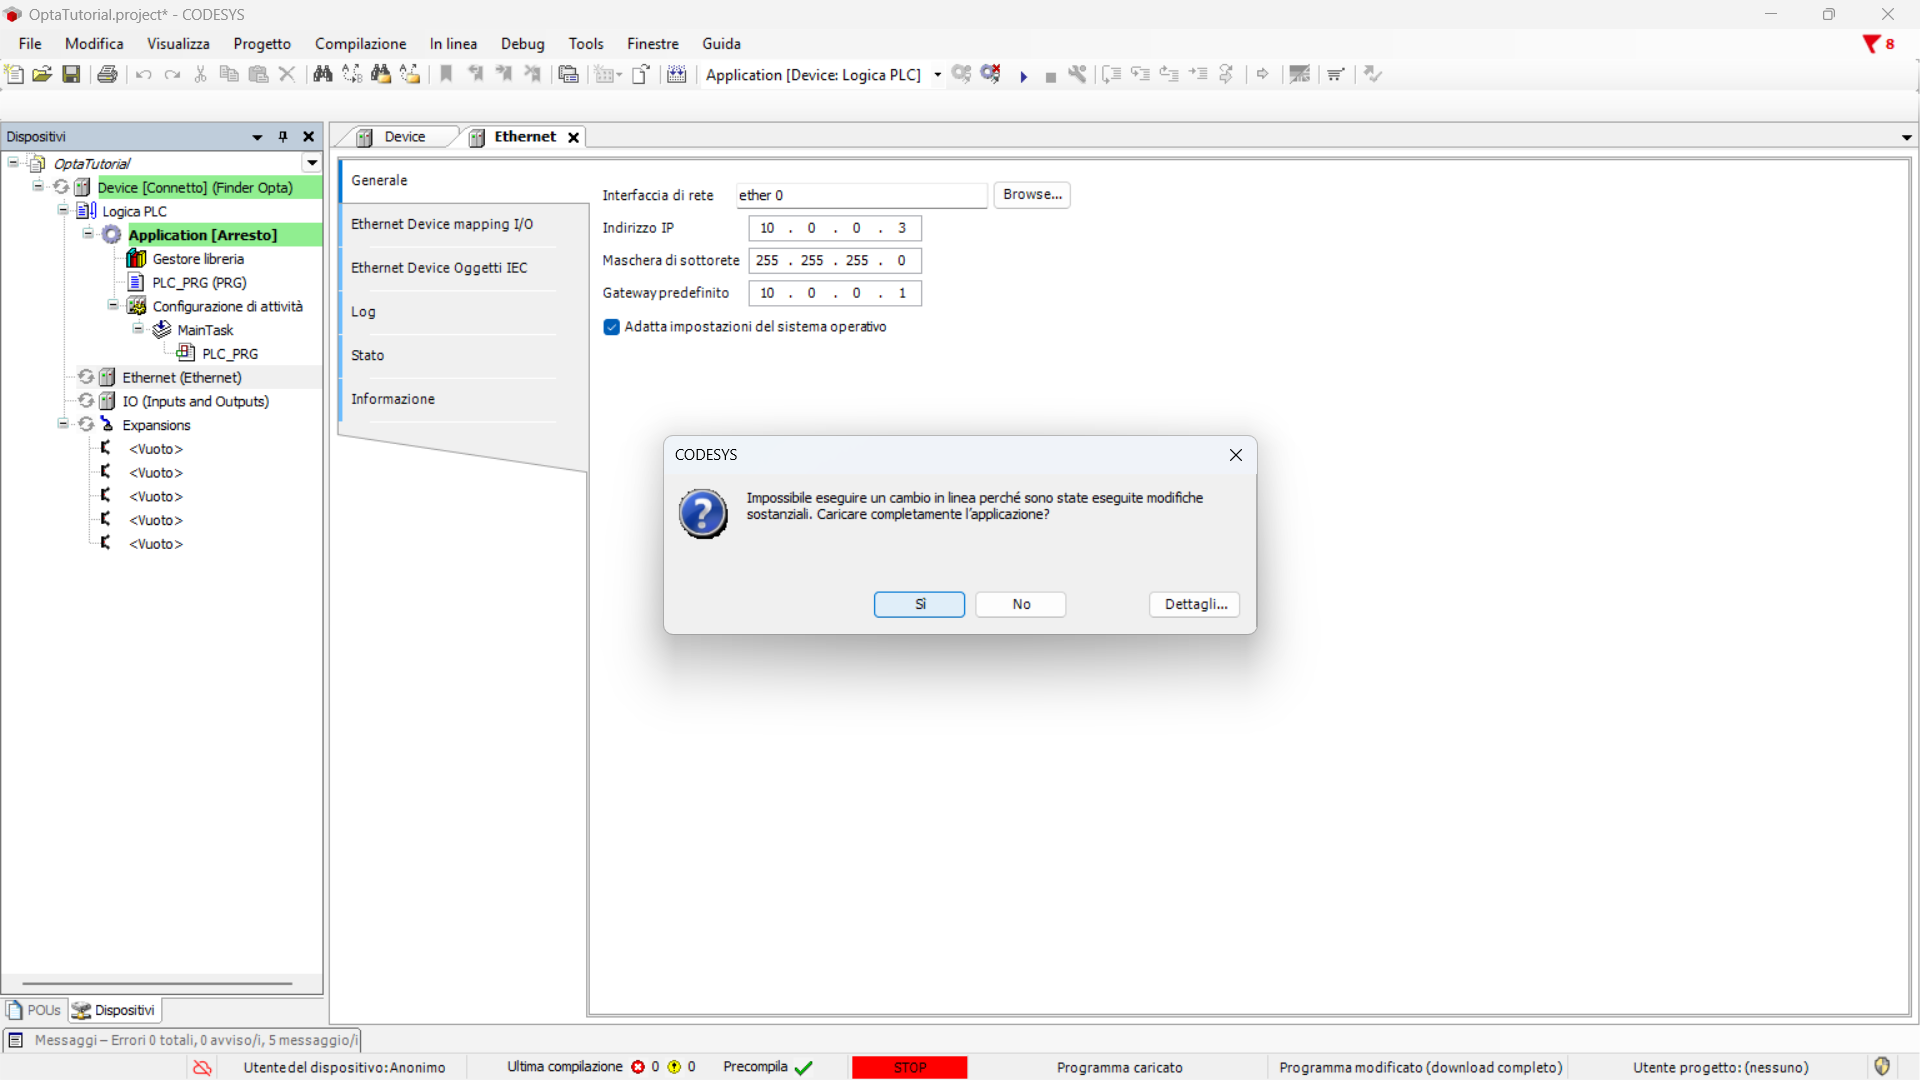 OptaTutorial.project* - CODESYS
File Modifica Visualizza Progetto Compilazione In linea Debug Tools Finestre Guida
8
Application [Device: Logica PLC]
Dispositivi
OptaTutorial
Device [Connetto] (Finder Opta)
Logica PLC
Application [Arresto]
Gestore libreria
PLC_PRG (PRG)
Configurazione di attività
MainTask
PLC_PRG
Ethernet (Ethernet)
IO (Inputs and Outputs)
Expansions
<Vuoto>
<Vuoto>
<Vuoto>
<Vuoto>
<Vuoto>
POUs Dispositivi
Device Ethernet
Generale
Ethernet Device mapping I/O
Ethernet Device Oggetti IEC
Log
Stato
Informazione
Interfaccia di rete ether 0 Browse...
Indirizzo IP 10 . 0 . 0 . 3
Maschera di sottorete 255 . 255 . 255 . 0
Gateway predefinito 10 . 0 . 0 . 1
Adatta impostazioni del sistema operativo
CODESYS
Impossibile eseguire un cambio in linea perché sono state eseguite modifiche
sostanziali. Caricare completamente l'applicazione?
Sì No Dettagli...
Messaggi – Errori 0 totali, 0 avviso/i, 5 messaggio/i
Utente del dispositivo: Anonimo Ultima compilazione 0 0 Precompila STOP Programma caricato Programma modificato (download completo) Utente progetto: (nessuno)